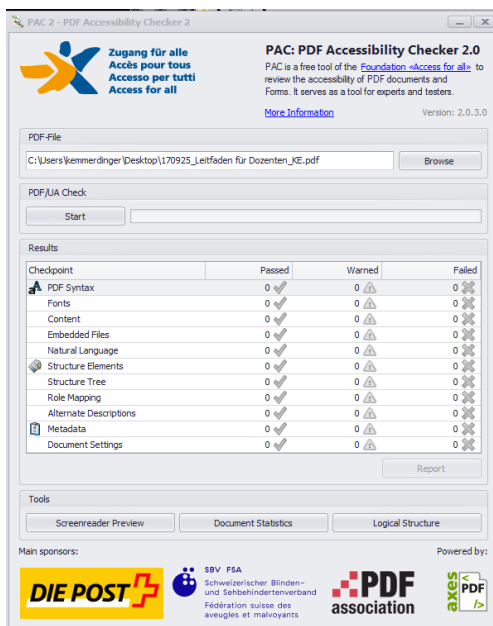 PAC 2 - PDF Accessibility Checker 2
Zugang für alle
Accès pour tous
Accesso per tutti
Access for all
PAC: PDF Accessibility Checker 2.0
PAC is a free tool of the Foundation «Access for all» to
review the accessibility of PDF documents and
Forms. It serves as a tool for experts and testers.
More Information
Version: 2.0.3.0
PDF-File
C:\Users\kemmerdinger\Desktop\170925_Leitfaden für Dozenten_KE.pdf
Browse
PDF/UA Check
Start
Results
Checkpoint Passed Warned Failed
PDF Syntax 0 0 0
Fonts 0 0 0
Content 0 0 0
Embedded Files 0 0 0
Natural Language 0 0 0
Structure Elements 0 0 0
Structure Tree 0 0 0
Role Mapping 0 0 0
Alternate Descriptions 0 0 0
Metadata 0 0 0
Document Settings 0 0 0
Report
Tools
Screenreader Preview Document Statistics Logical Structure
Main sponsors: Powered by:
DIE POST
SBV FSA
Schweizerischer Blinden-
und Sehbehindertenverband
Fédération suisse des
aveugles et malvoyants
PDF
association
axes
< PDF />